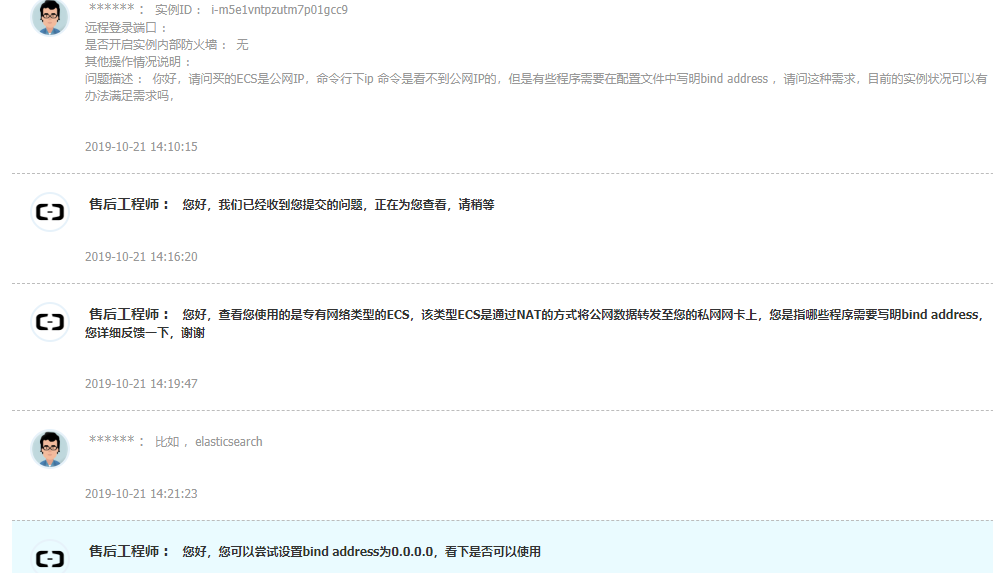 ****** ： 实例ID ： i-m5e1vntpzutm7p01gcc9
远程登录端口 ：
是否开启实例内部防火墙 ： 无
其他操作情况说明 ：
问题描述 ： 你好，请问买的ECS是公网IP，命令行下ip 命令是看不到公网IP的，但是有些程序需要在配置文件中写明bind address ，请问这种需求，目前的实例状况可以有
办法满足需求吗，
2019-10-21 14:10:15
售后工程师 ： 您好，我们已经收到您提交的问题，正在为您查看，请稍等
2019-10-21 14:16:20
售后工程师 ： 您好，查看您使用的是专有网络类型的ECS，该类型ECS是通过NAT的方式将公网数据转发至您的私网网卡上，您是指哪些程序需要写明bind address，
您详细反馈一下，谢谢
2019-10-21 14:19:47
****** ： 比如 ，elasticsearch
2019-10-21 14:21:23
售后工程师 ： 您好，您可以尝试设置bind address为0.0.0.0，看下是否可以使用